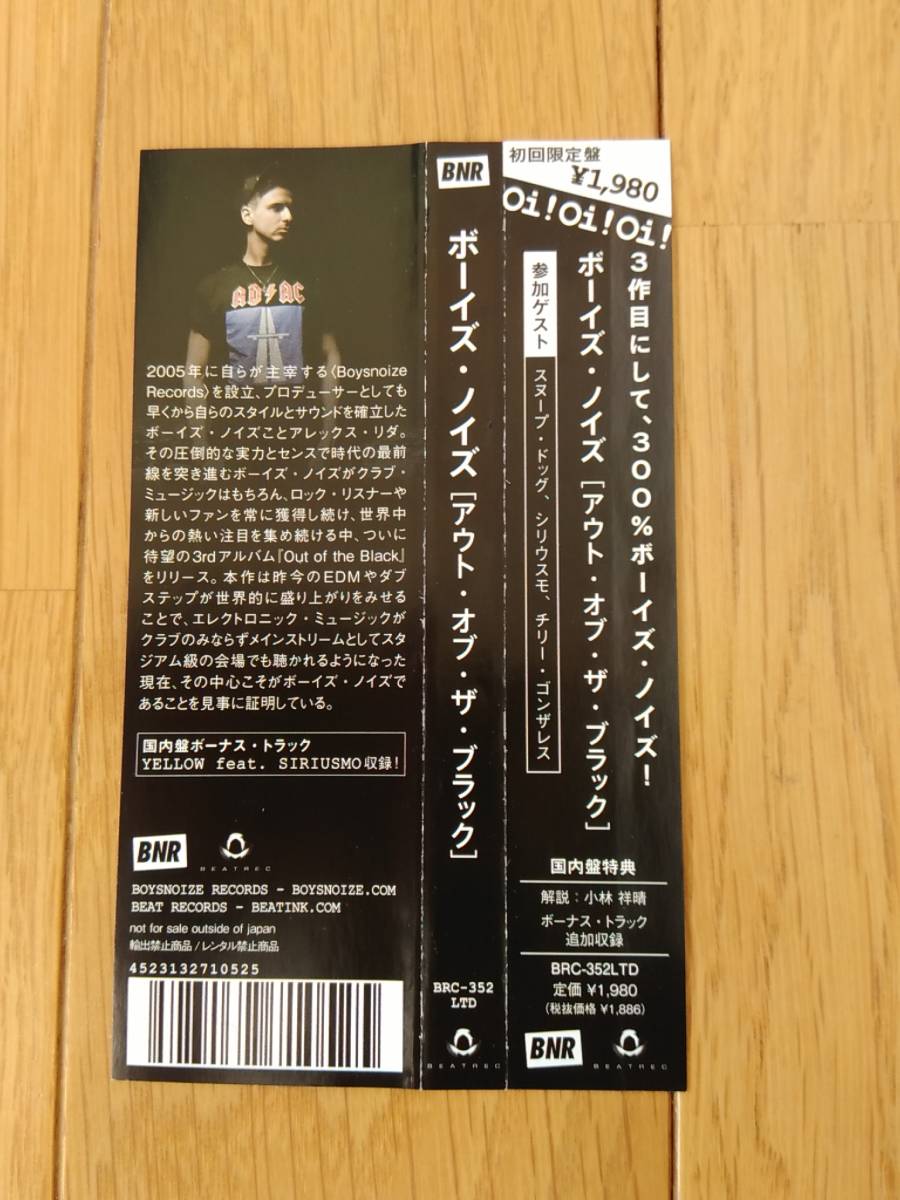 AD⚡AC
2005年に自らが主宰する〈Boysnoize
Records〉を設立、プロデューサーとしても
早くから自らのスタイルとサウンドを確立した
ボーイズ・ノイズことアレックス・リダ。
その圧倒的な実力とセンスで時代の最前
線を突き進むボーイズ・ノイズがクラブ・
ミュージックはもちろん、ロック・リスナーや
新しいファンを常に獲得し続け、世界中
からの熱い注目を集め続ける中、ついに
待望の3rdアルバム『Out of the Black』
をリリース。本作は昨今のEDMやダブ
ステップが世界的に盛り上がりをみせる
ことで、エレクトロニック・ミュージックが
クラブのみならずメインストリームとしてスタ
ジアム級の会場でも聴かれるようになった
現在、その中心こそがボーイズ・ノイズで
あることを見事に証明している。
国内盤ボーナス・トラック
YELLOW feat. SIRIUSMO収録!
BNR
BEATREC
BOYSNOIZE RECORDS - BOYSNOIZE.COM
BEAT RECORDS - BEATINK.COM
not for sale outside of japan
輸出禁止商品/レンタル禁止商品
4523132710525
BNR
ボーイズ・ノイズ[アウト・オブ・ザ・ブラック]
BRC-352
LTD
BEATREC
初回限定盤
¥1,980
Oi!Oi!Oi!
3作目にして、300%ボーイズ・ノイズ!
ボーイズ・ノイズ[アウト・オブ・ザ・ブラック]
参加ゲスト
スヌープ・ドッグ、シリウスモ、チリー・ゴンザレス
国内盤特典
解説:小林 祥晴
ボーナス・トラック
追加収録
BRC-352LTD
定価 ¥1,980
(税抜価格 ¥1,886)
BNR
BEATREC